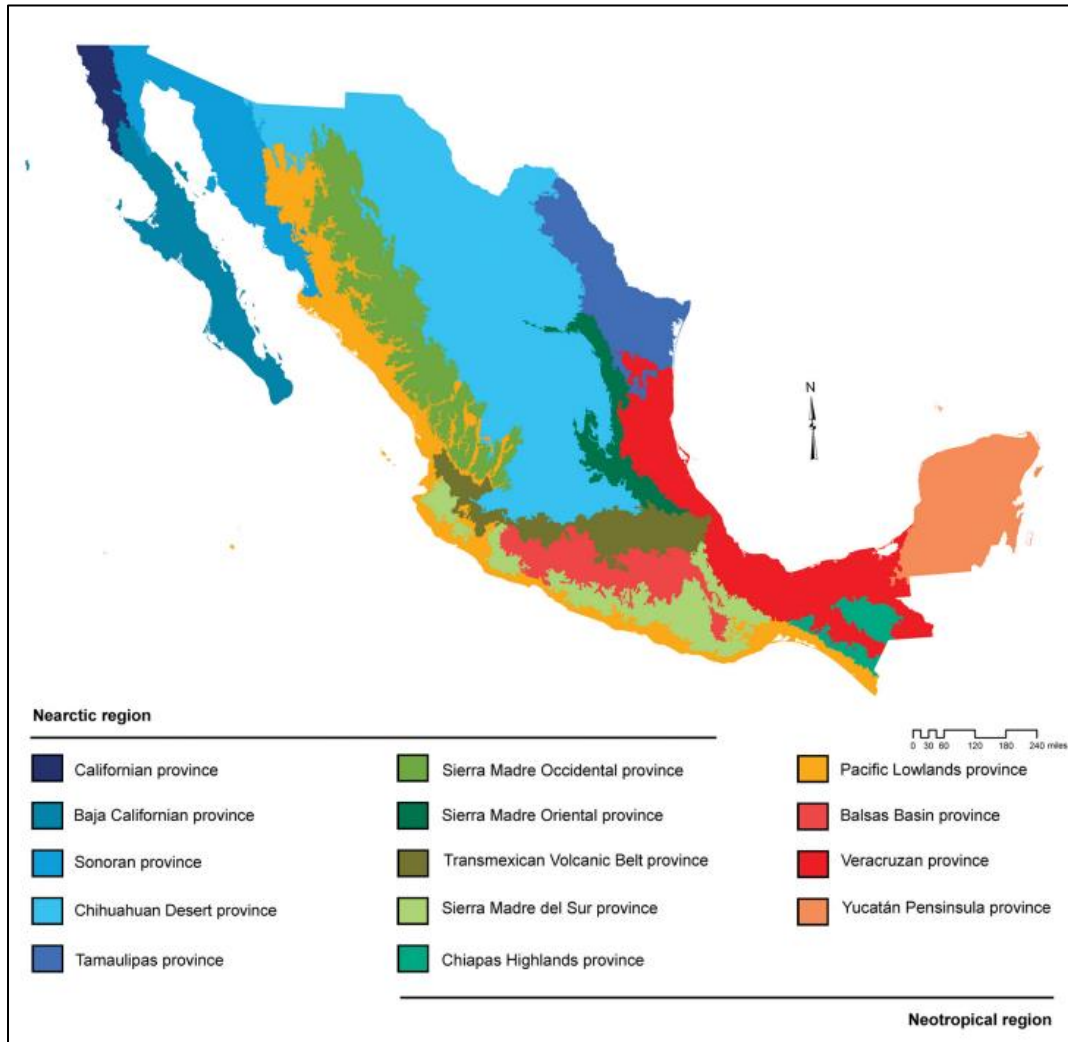 N
Nearctic region
0 30 60 120 180 240 miles
Californian province
Baja Californian province
Sonoran province
Chihuahuan Desert province
Tamaulipas province
Sierra Madre Occidental province
Sierra Madre Oriental province
Transmexican Volcanic Belt province
Sierra Madre del Sur province
Chiapas Highlands province
Pacific Lowlands province
Balsas Basin province
Veracruzan province
Yucatán Pensinsula province
Neotropical region